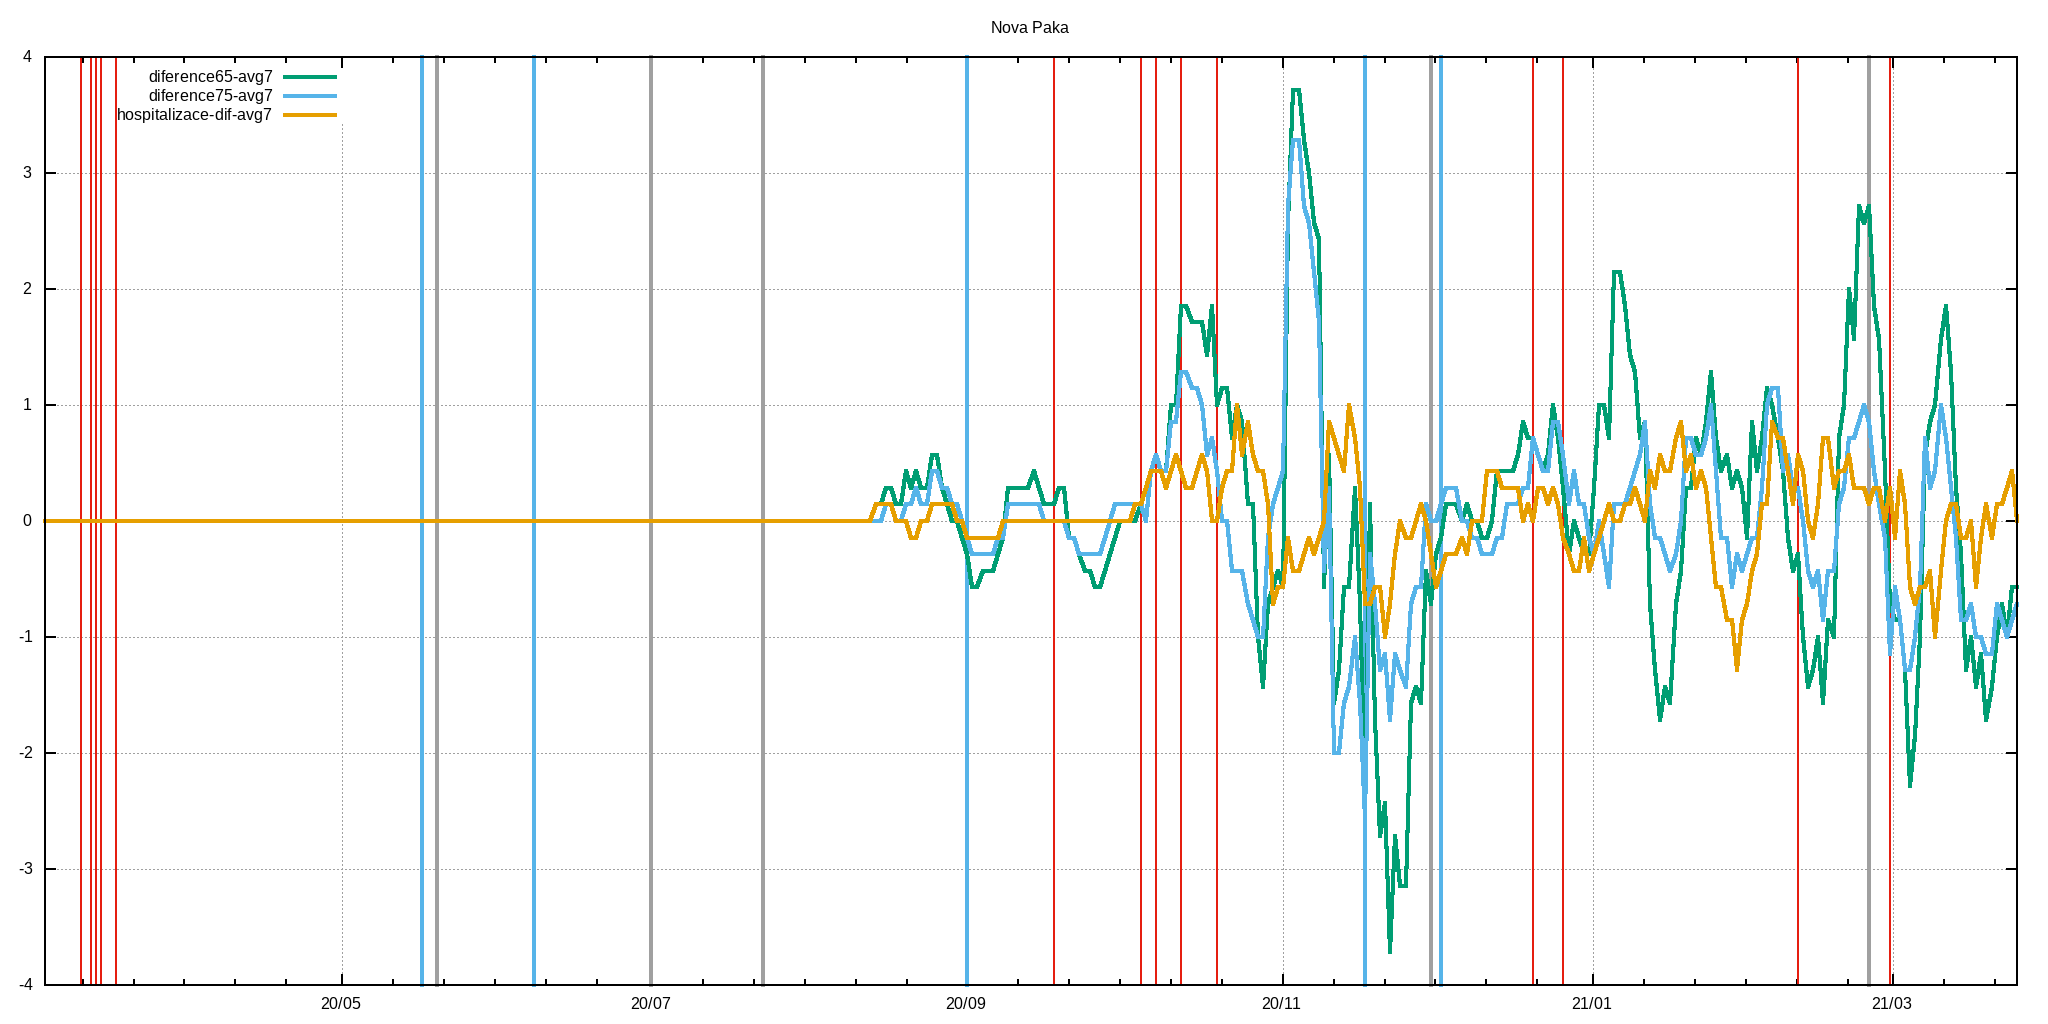 Nova Paka
diference65-avg7
diference75-avg7
hospitalizace-dif-avg7
4
3
2
1
0
-1
-2
-3
-4
20/05 20/07 20/09 20/11 21/01 21/03